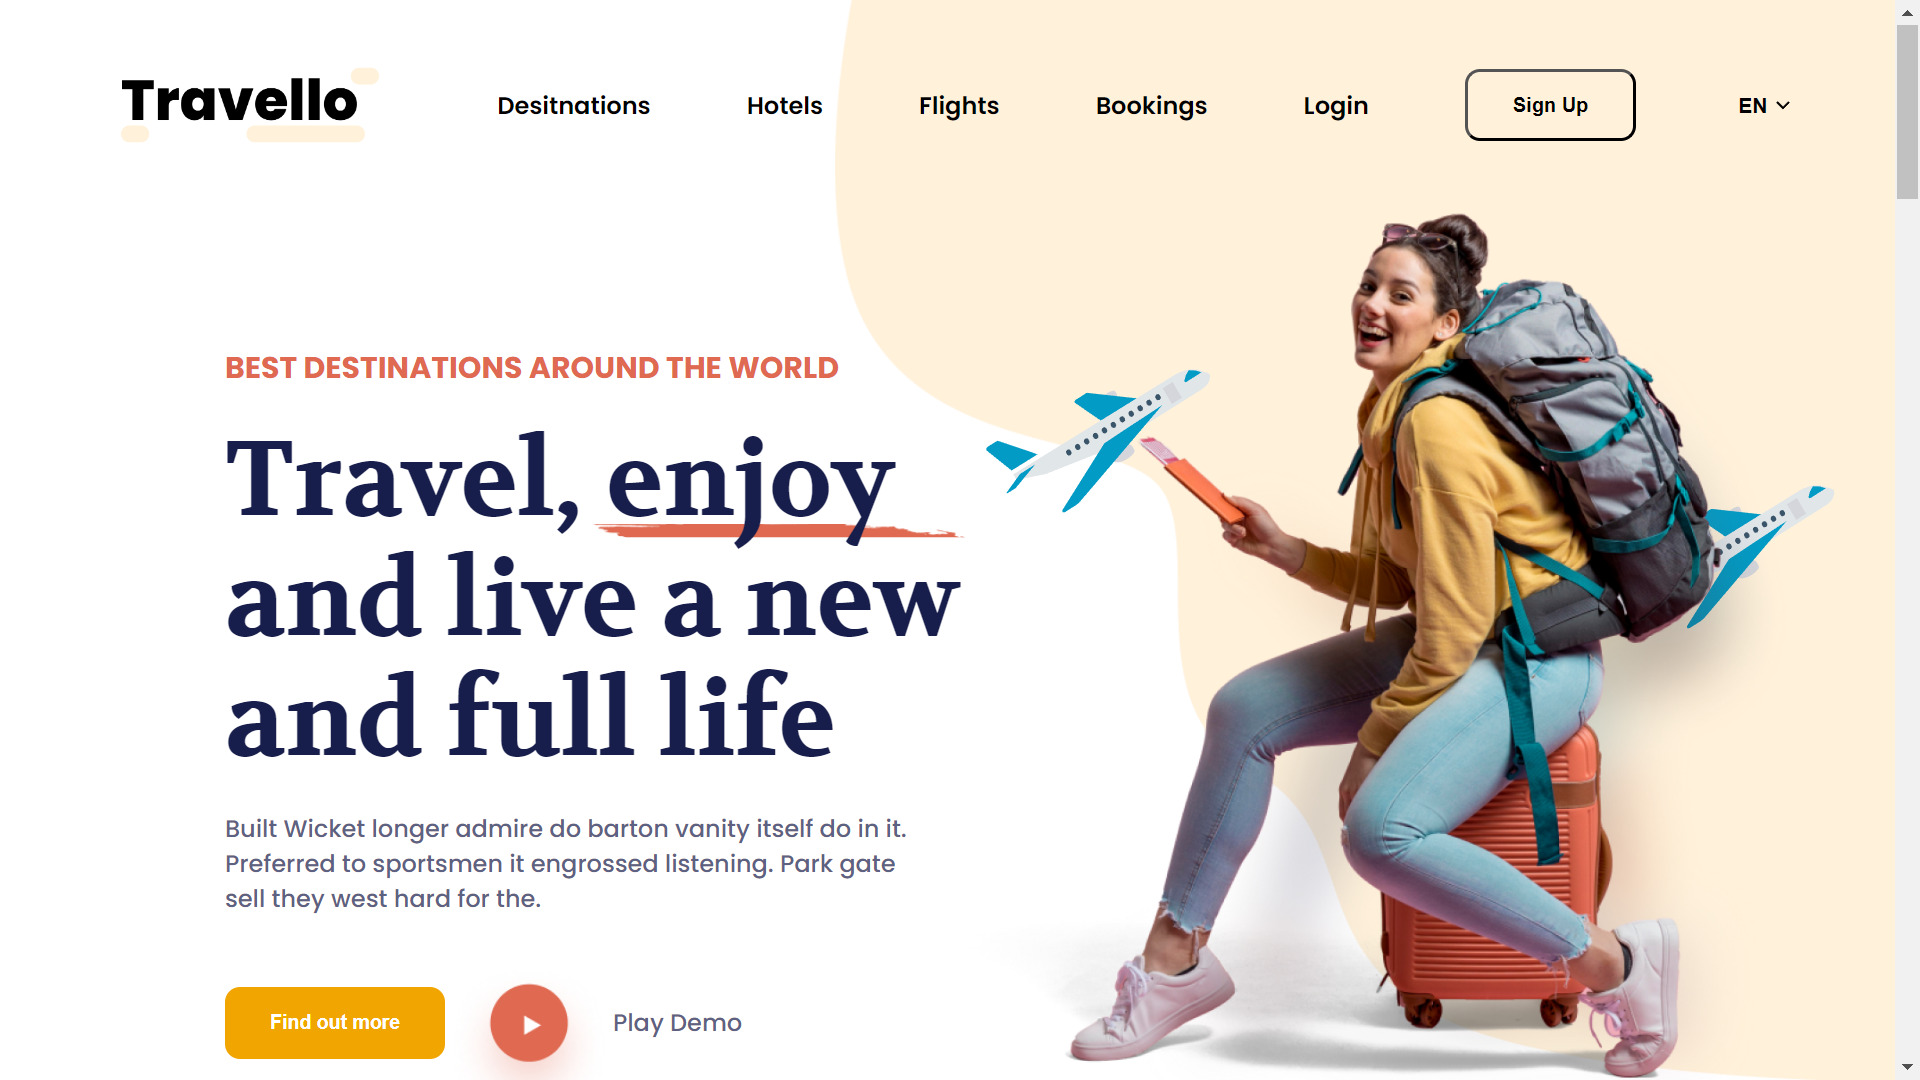 Travello
Desitnations
Hotels
Flights
Bookings
Login
Sign Up
EN
BEST DESTINATIONS AROUND THE WORLD
Travel, enjoy
and live a new
and full life
Built Wicket longer admire do barton vanity itself do in it.
Preferred to sportsmen it engrossed listening. Park gate
sell they west hard for the.
Find out more
Play Demo